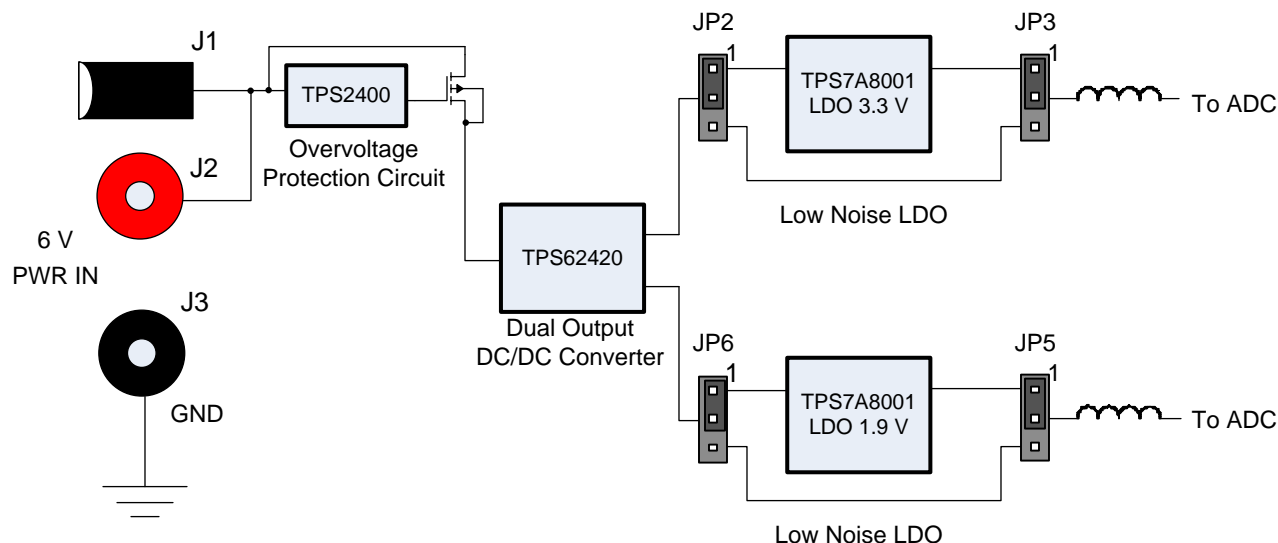 J1
J2
6 V
PWR IN
J3
GND
TPS2400
Overvoltage
Protection Circuit
TPS62420
Dual Output
DC/DC Converter
JP2
1
TPS7A8001
LDO 3.3 V
JP3
1
To ADC
Low Noise LDO
JP6
1
TPS7A8001
LDO 1.9 V
JP5
1
To ADC
Low Noise LDO